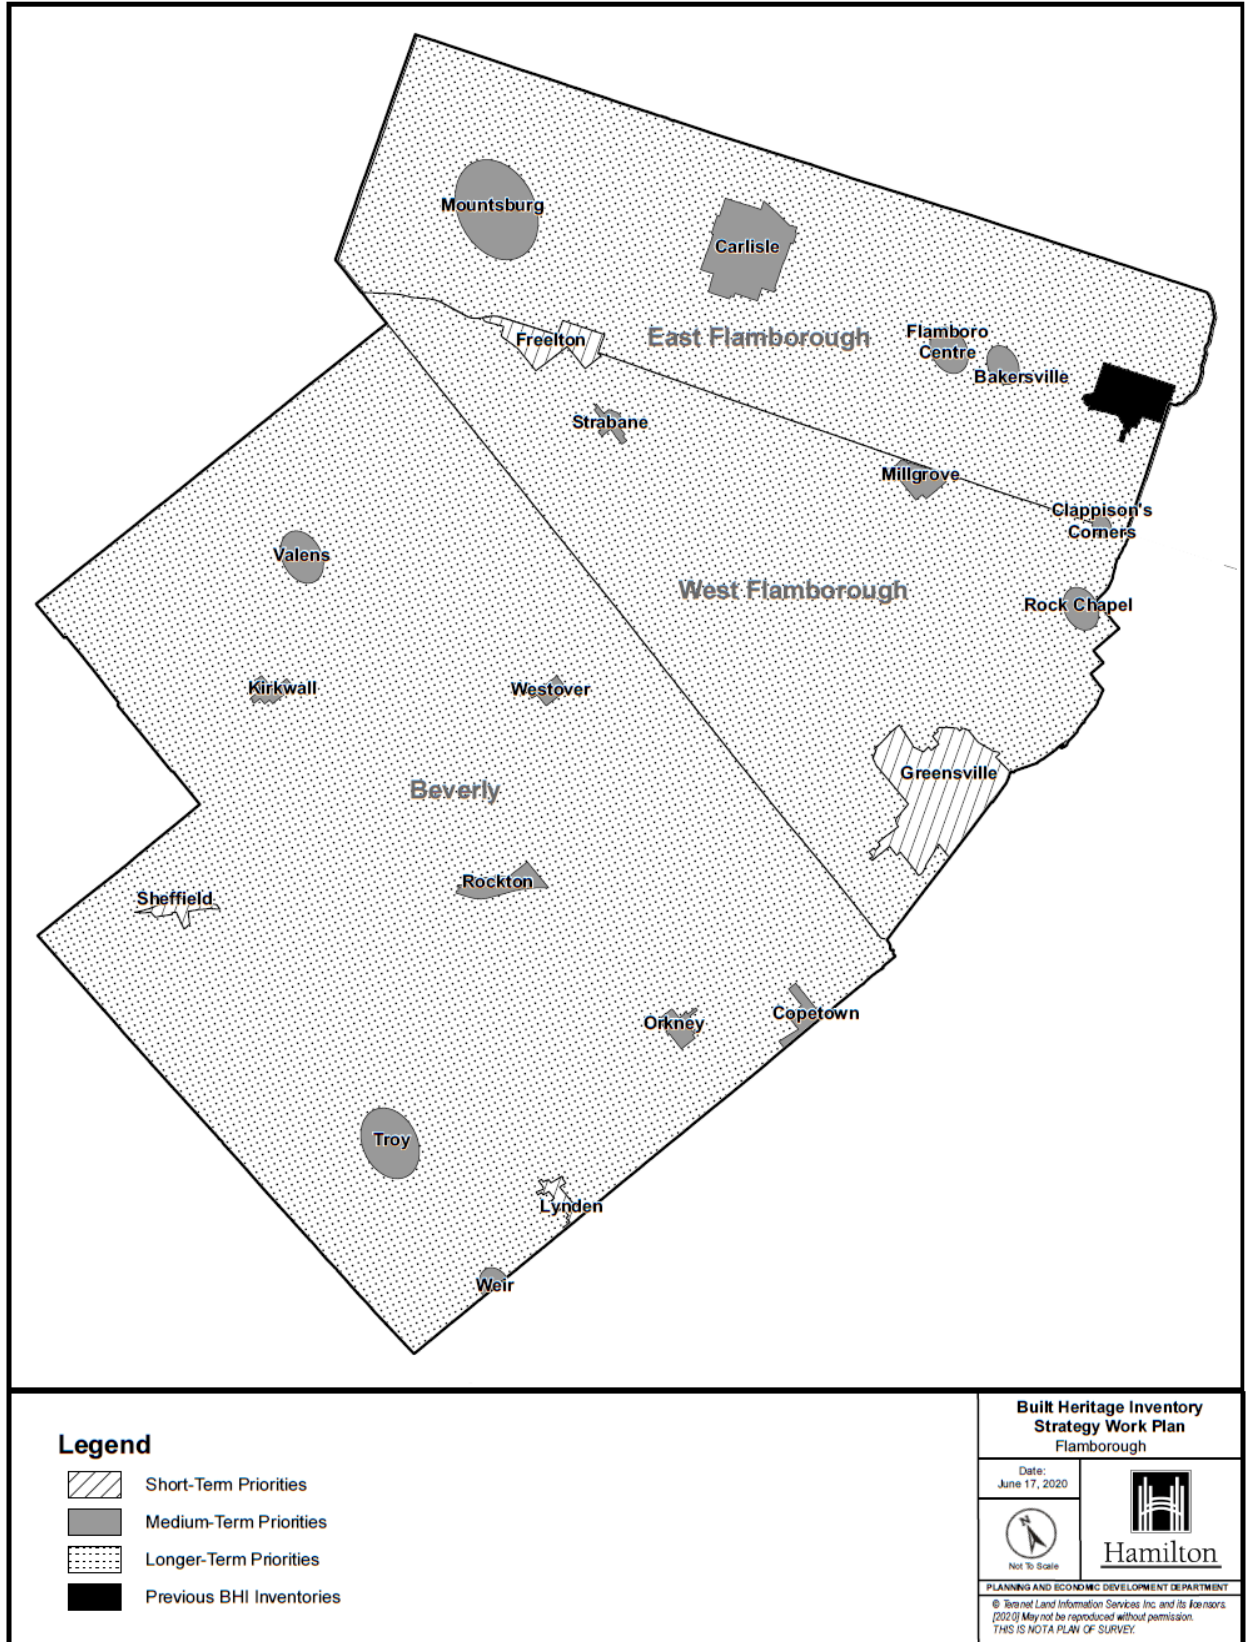 Mountsburg
Carlisle
Freelton
East Flamborough
Flamboro
Centre
Bakersville
Strabane
Millgrove
Clappison's
Corners
Valens
West Flamborough
Rock Chapel
Kirkwall
Westover
Greensville
Beverly
Rockton
Sheffield
Orkney
Copetown
Troy
Lynden
Weir
Legend
Short-Term Priorities
Medium-Term Priorities
Longer-Term Priorities
Previous BHI Inventories
Built Heritage Inventory
Strategy Work Plan
Flamborough
Date:
June 17, 2020
N
Not To Scale
Hamilton
PLANNING AND ECONOMIC DEVELOPMENT DEPARTMENT
© Teranet Land Information Services Inc. and its licensors.
[2020] May not be reproduced without permission.
THIS IS NOT A PLAN OF SURVEY.